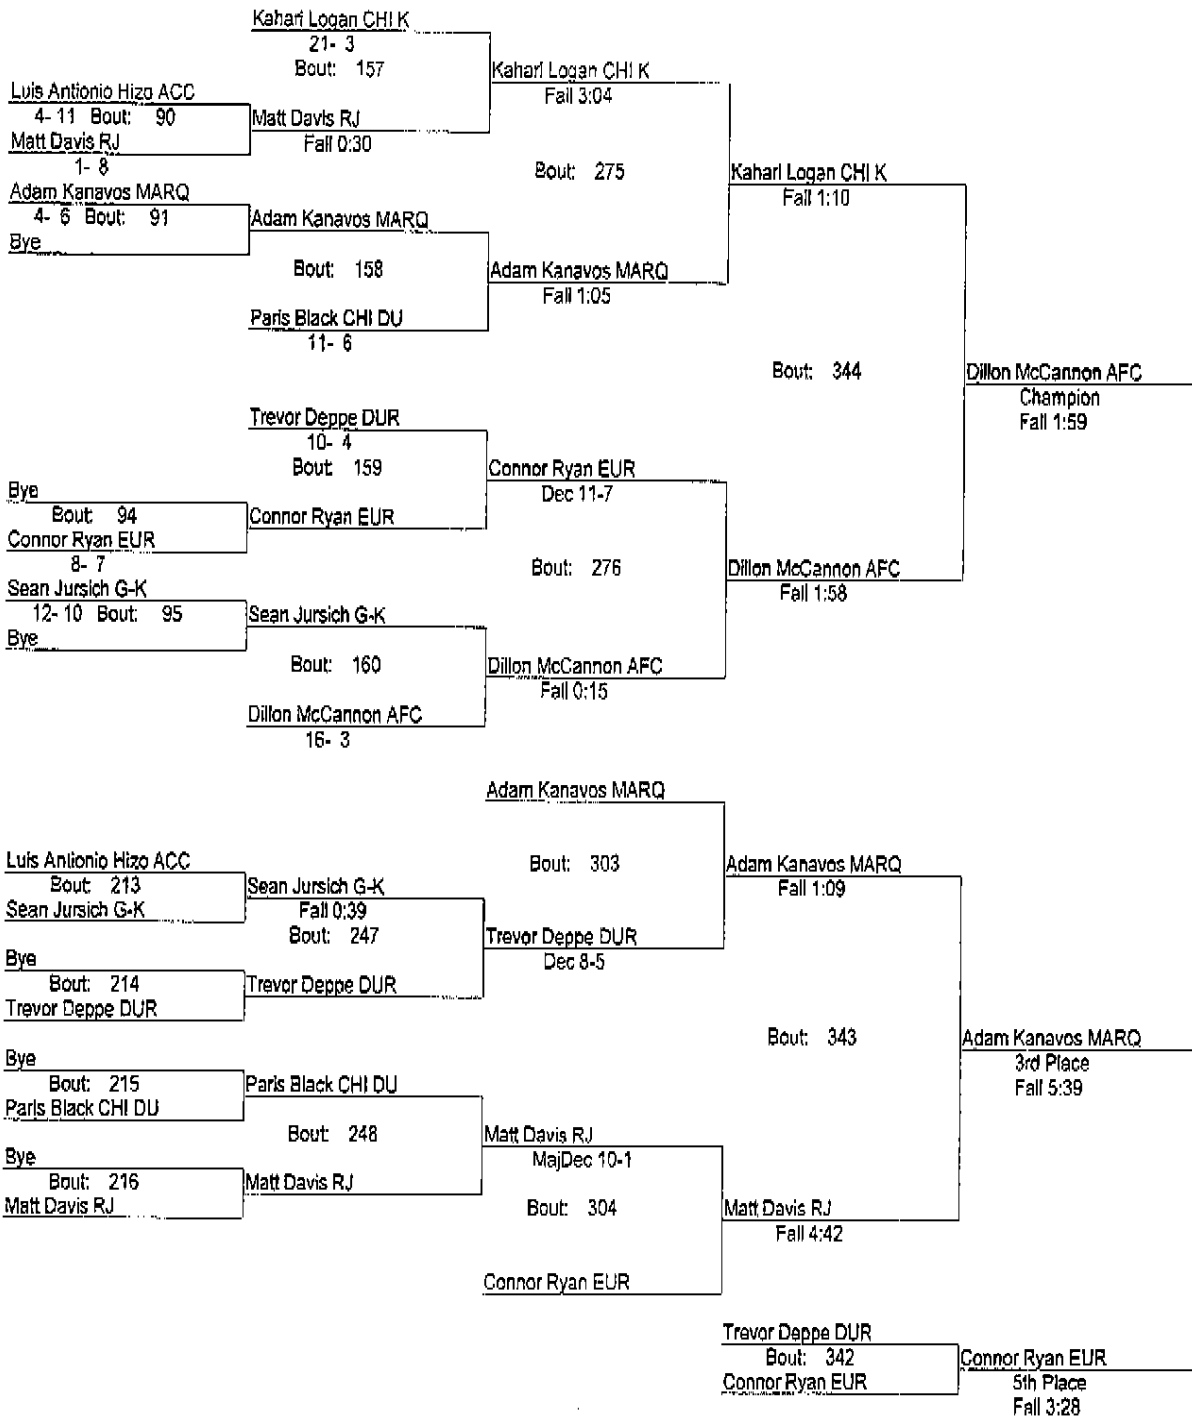 Kahari Logan CHI K
21- 3
Bout: 157
Kahari Logan CHI K
Fall 3:04
Luis Antionio Hizo ACC
4- 11 Bout: 90
Matt Davis RJ
Fall 0:30
Matt Davis RJ
1- 8
Bout: 275
Kahari Logan CHI K
Fall 1:10
Adam Kanavos MARQ
4- 6 Bout: 91
Adam Kanavos MARQ
Bye
Bout: 158
Adam Kanavos MARQ
Fall 1:05
Paris Black CHI DU
11- 6
Bout: 344
Dillon McCannon AFC
Champion
Fall 1:59
Trevor Deppe DUR
10- 4
Bout: 159
Connor Ryan EUR
Dec 11-7
Bye
Bout: 94
Connor Ryan EUR
Connor Ryan EUR
8- 7
Bout: 276
Dillon McCannon AFC
Fall 1:58
Sean Jursich G-K
12- 10 Bout: 95
Sean Jursich G-K
Bye
Bout: 160
Dillon McCannon AFC
Fall 0:15
Dillon McCannon AFC
16- 3
Adam Kanavos MARQ
Bout: 303
Adam Kanavos MARQ
Fall 1:09
Luis Antionio Hizo ACC
Bout: 213
Sean Jursich G-K
Sean Jursich G-K
Fall 0:39
Bout: 247
Trevor Deppe DUR
Dec 8-5
Bye
Bout: 214
Trevor Deppe DUR
Trevor Deppe DUR
Bout: 343
Adam Kanavos MARQ
3rd Place
Fall 5:39
Bye
Bout: 215
Paris Black CHI DU
Paris Black CHI DU
Bout: 248
Matt Davis RJ
MajDec 10-1
Bye
Bout: 216
Matt Davis RJ
Matt Davis RJ
Bout: 304
Matt Davis RJ
Fall 4:42
Connor Ryan EUR
Trevor Deppe DUR
Bout: 342
Connor Ryan EUR
Connor Ryan EUR
5th Place
Fall 3:28